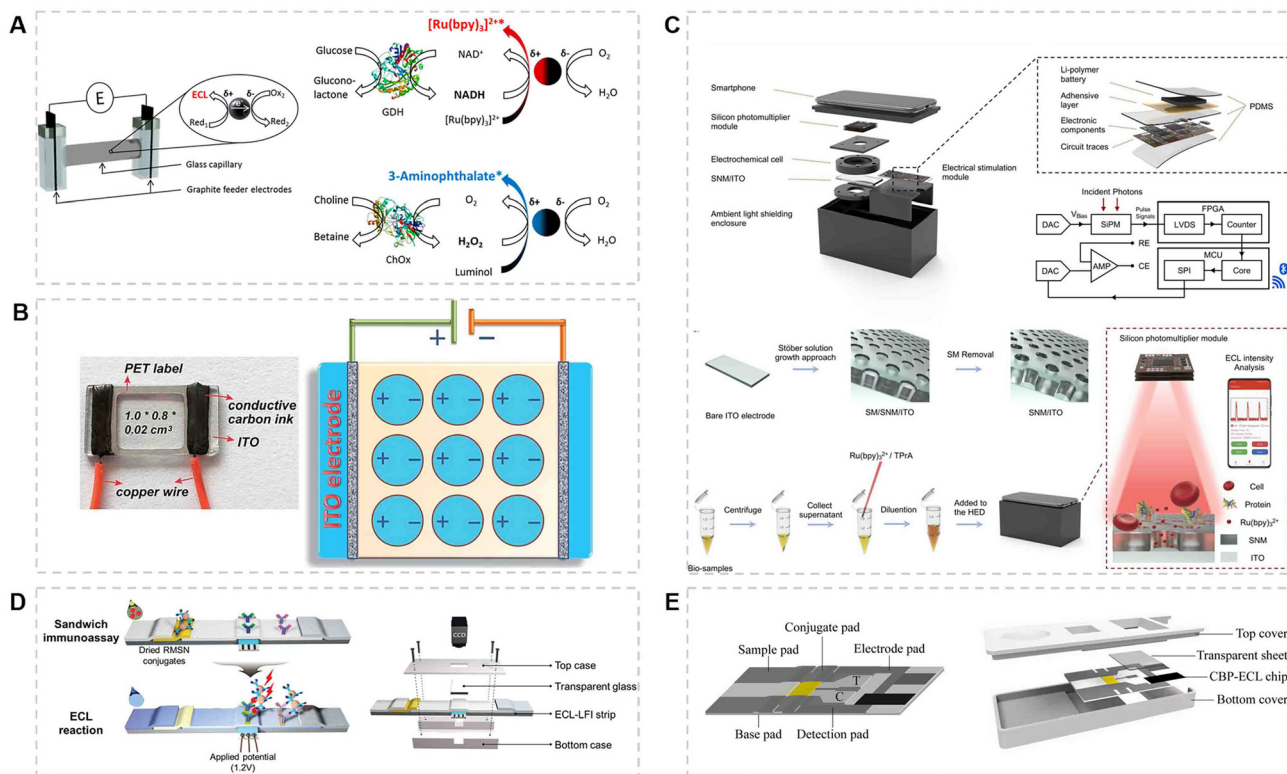 A
E
ECL
δ+
δ-
e-
Ox₂
Red₁
Red₂
Glass capillary
Graphite feeder electrodes
[Ru(bpy)₃]²⁺*
Glucose
NAD⁺
δ+
δ-
O₂
Glucono-
lactone
NADH
H₂O
GDH
[Ru(bpy)₃]²⁺
3-Aminophthalate*
Choline
O₂
δ+
δ-
O₂
Betaine
H₂O₂
H₂O
ChOx
Luminol
B
PET label
1.0 * 0.8 *
0.02 cm³
conductive
carbon ink
ITO
copper wire
+ −
ITO electrode
+ − + − + −
+ − + − + −
+ − + − + −
C
Smartphone
Silicon photomultiplier
module
Electrochemical cell
SNM/ITO
Electrical stimulation
module
Ambient light shielding
enclosure
Li-polymer
battery
Adhensive
layer
Electronic
components
Circuit traces
PDMS
Incident Photons
FPGA
DAC
VBias
SiPM
Pulse
Signals
LVDS
Counter
RE
MCU
DAC
AMP
CE
SPI
Core
Stöber solution
growth approach
SM Removal
Bare ITO electrode
SM/SNM/ITO
SNM/ITO
Ru(bpy)₃²⁺ / TPrA
Centrifuge
Collect
supernatant
Diluention
Added to
the HED
Bio-samples
Silicon photomultiplier module
ECL intensity
Analysis
Cell
Protein
Ru(bpy)₃²⁺
SNM
ITO
D
Sandwich
immunoassay
Dried RMSN
conjugates
ECL
reaction
Applied potential
(1.2V)
CCD
Top case
Transparent glass
ECL-LFI strip
Bottom case
E
Conjugate pad
Sample pad
Electrode pad
T
C
Base pad
Detection pad
Top cover
Transparent sheet
CBP-ECL chip
Bottom cover